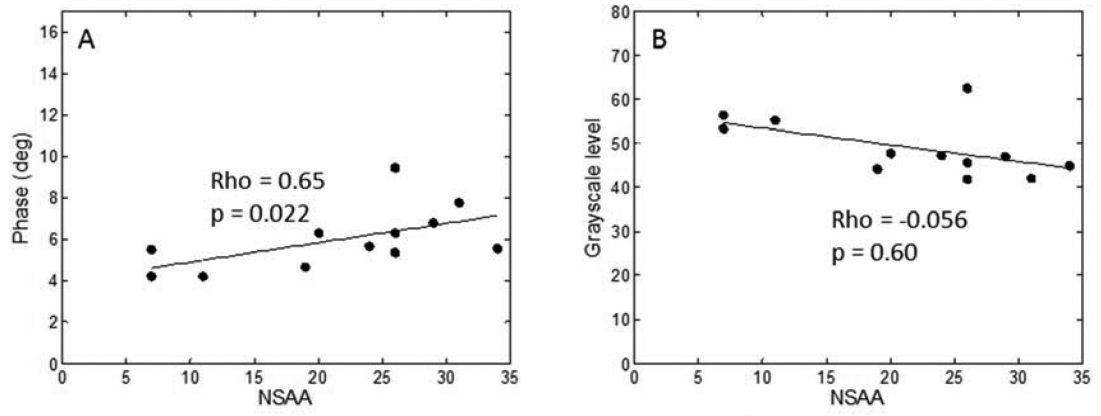 A
Phase (deg)
16
14
12
10
8
6
4
2
0
Rho = 0.65
p = 0.022
0 5 10 15 20 25 30 35
NSAA
B
Grayscale level
80
70
60
50
40
30
20
10
0
Rho = -0.056
p = 0.60
0 5 10 15 20 25 30 35
NSAA